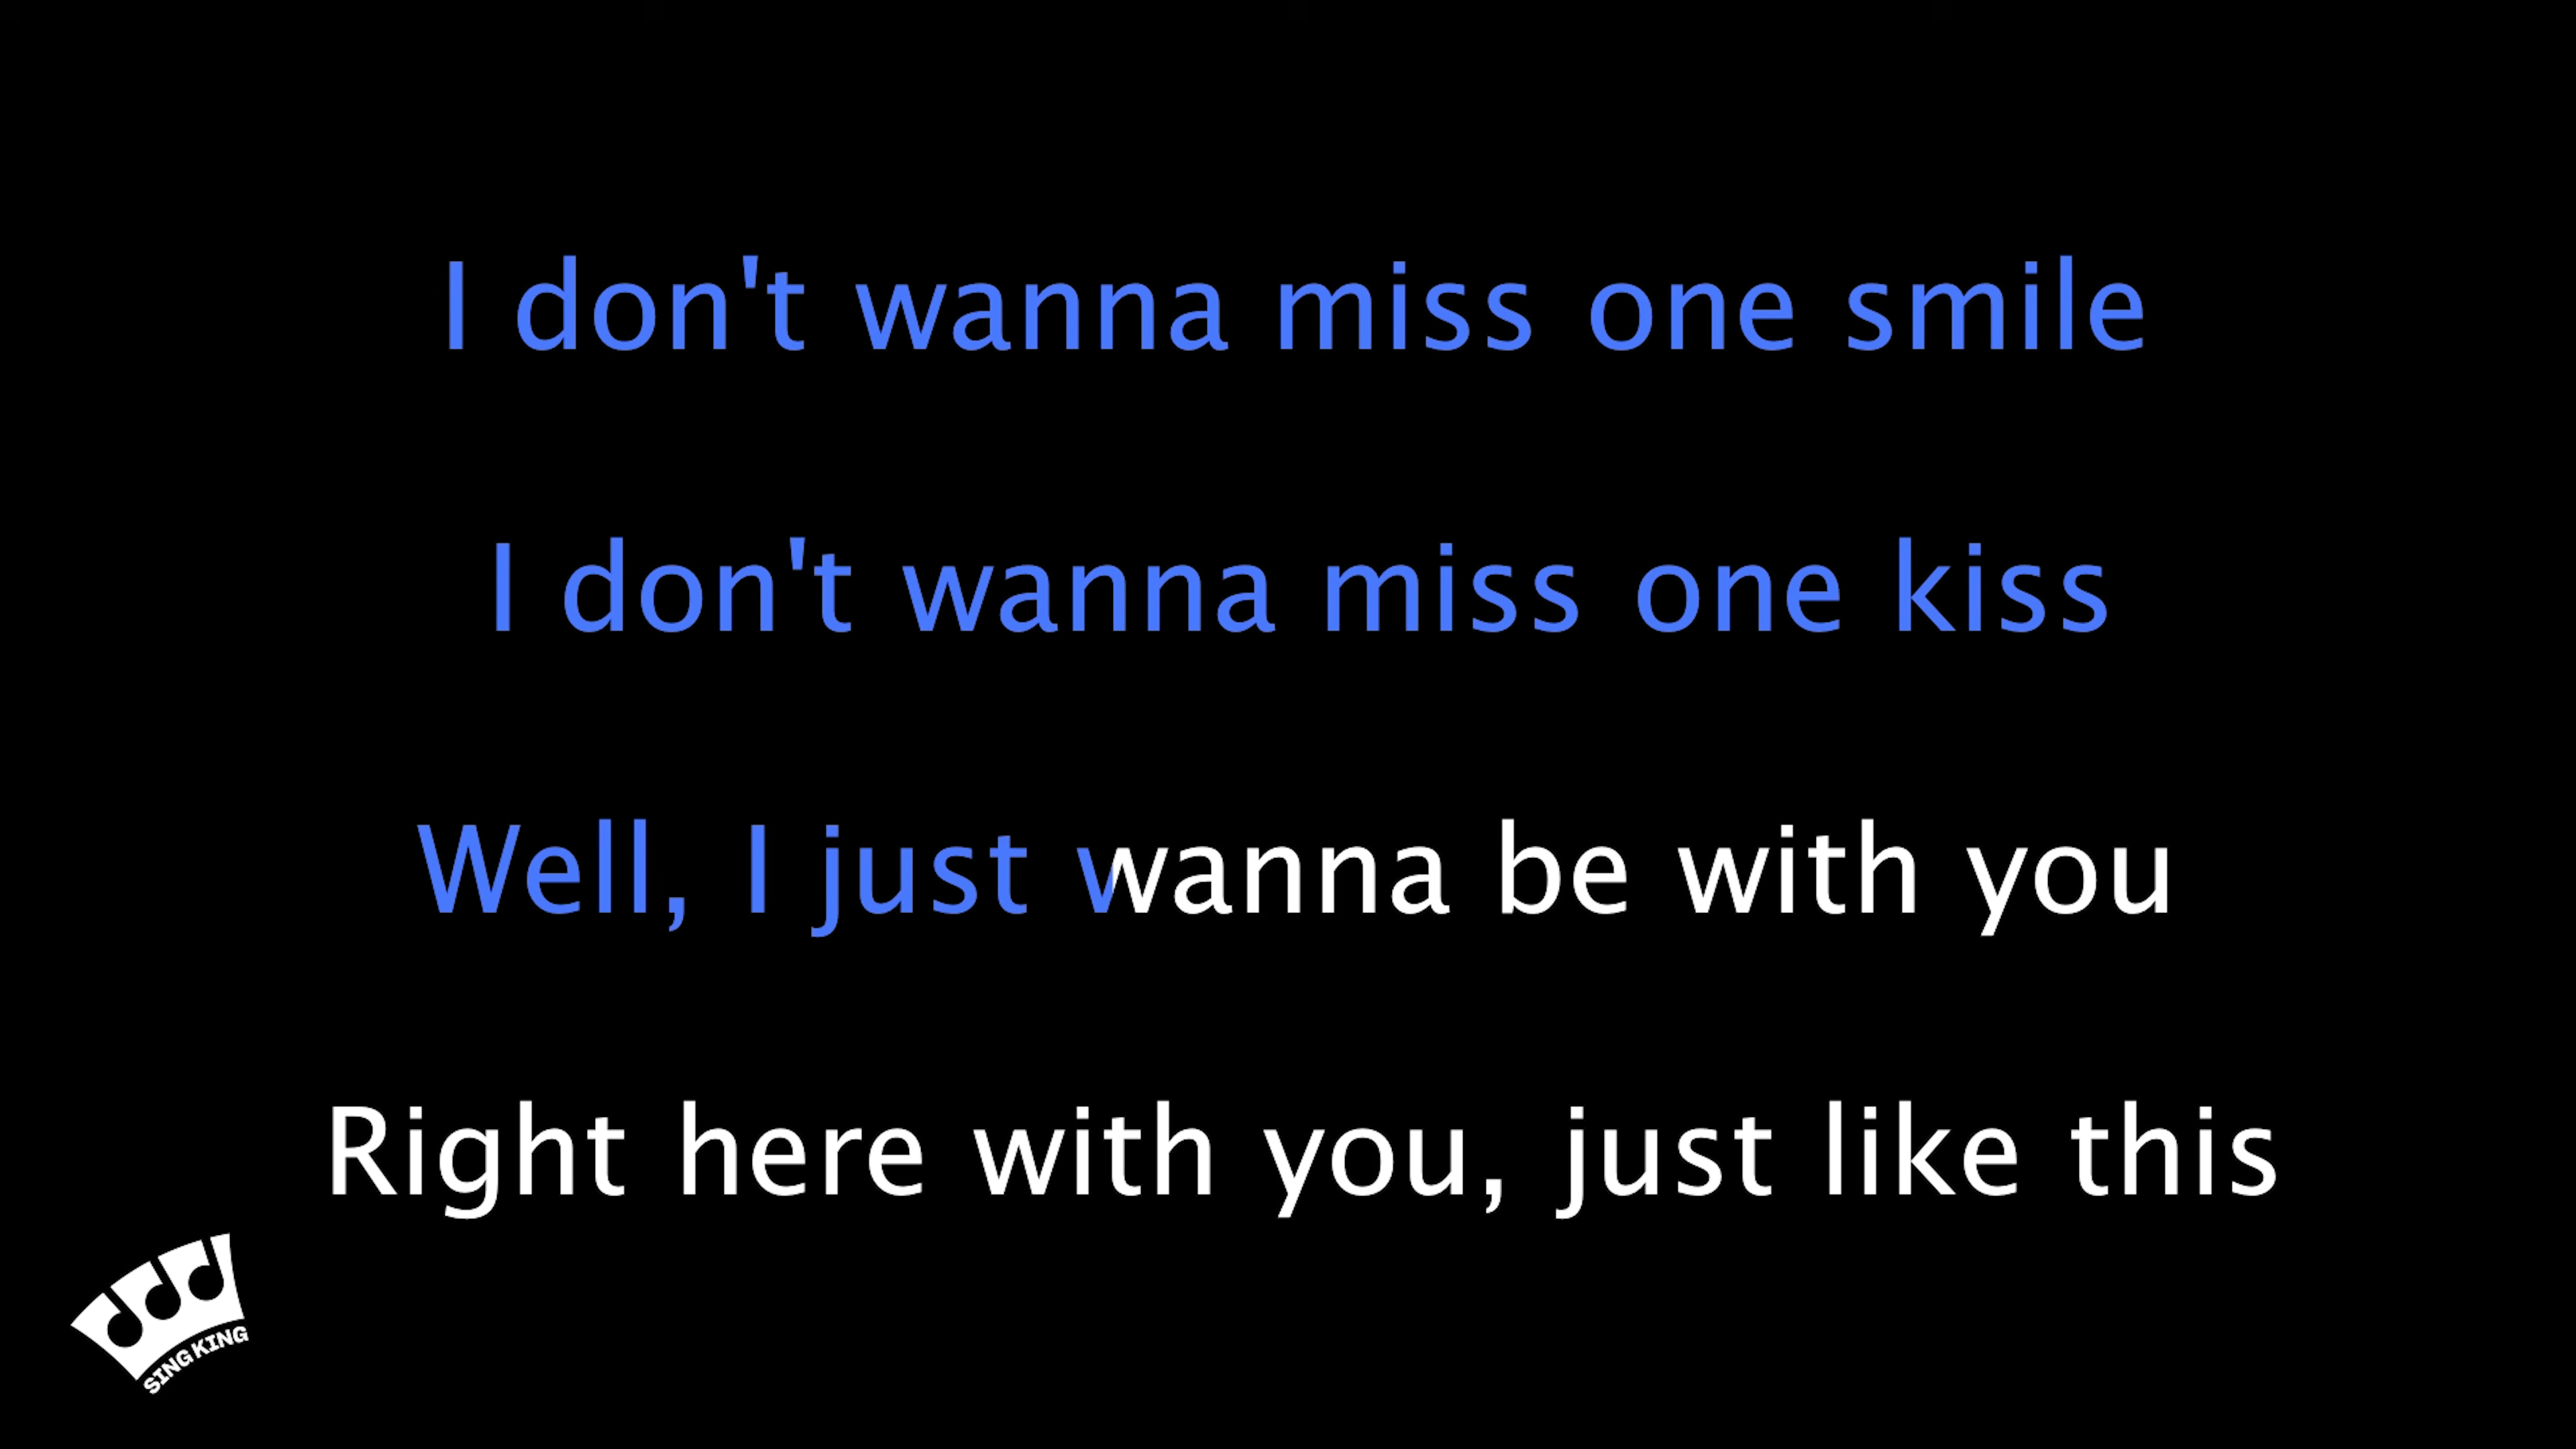 I don't wanna miss one smile
I don't wanna miss one kiss
Well, I just wanna be with you
Right here with you, just like this
SING KING